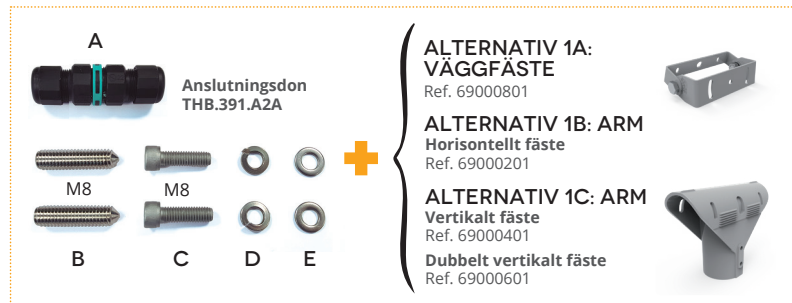 A
Anslutningsdon
THB.391.A2A
M8
M8
B
C
D
E
ALTERNATIV 1A:
VÄGGFÄSTE
Ref. 69000801
ALTERNATIV 1B: ARM
Horisontellt fäste
Ref. 69000201
ALTERNATIV 1C: ARM
Vertikalt fäste
Ref. 69000401
Dubbelt vertikalt fäste
Ref. 69000601